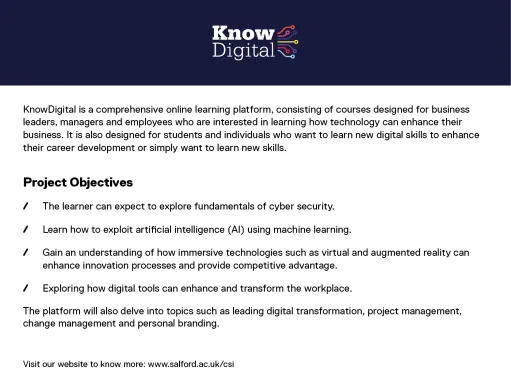 Know
Digital
KnowDigital is a comprehensive online learning platform, consisting of courses designed for business
leaders, managers and employees who are interested in learning how technology can enhance their
business. It is also designed for students and individuals who want to learn new digital skills to enhance
their career development or simply want to learn new skills.
Project Objectives
The learner can expect to explore fundamentals of cyber security.
Learn how to exploit artificial intelligence (AI) using machine learning.
Gain an understanding of how immersive technologies such as virtual and augmented reality can
enhance innovation processes and provide competitive advantage.
Exploring how digital tools can enhance and transform the workplace.
The platform will also delve into topics such as leading digital transformation, project management,
change management and personal branding.
Visit our website to know more: www.salford.ac.uk/csi